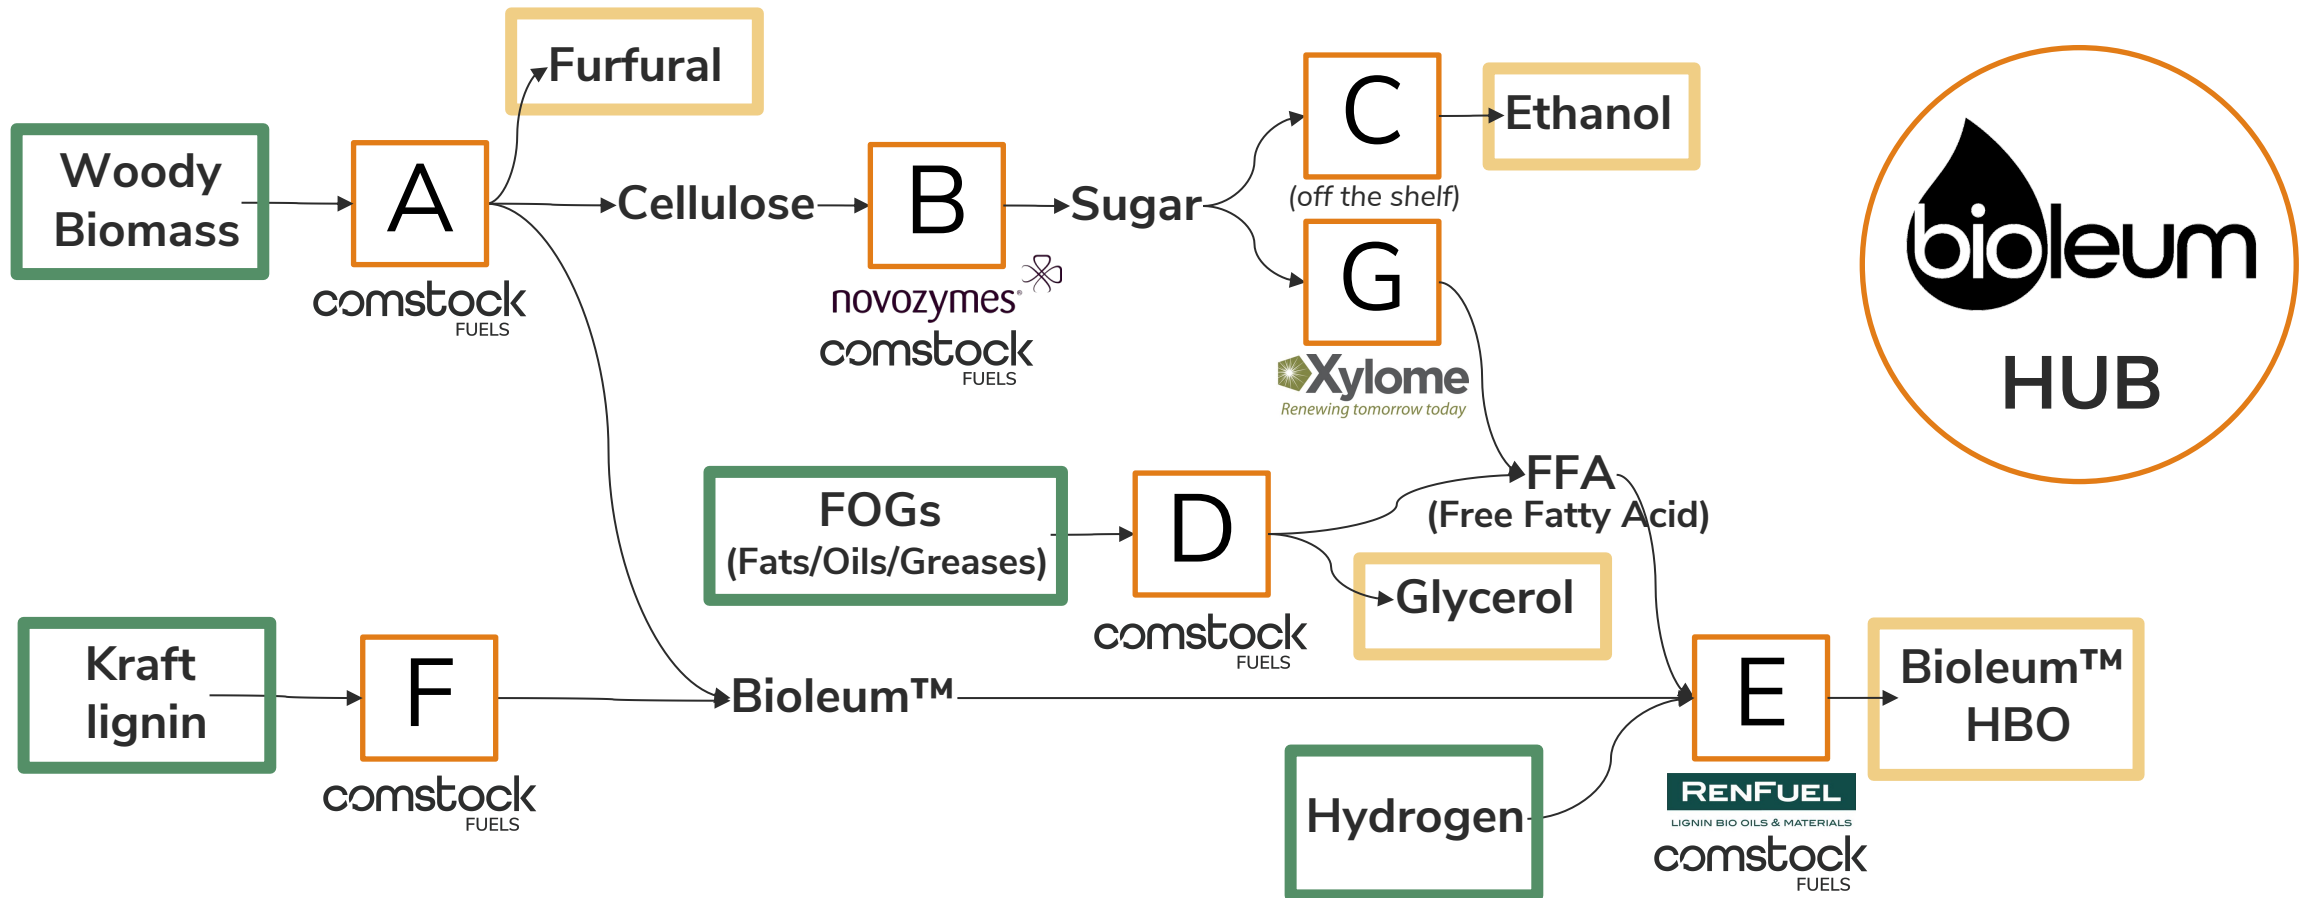 Furfural
Woody
Biomass
A
comstock
FUELS
Cellulose
B
novozymes®
comstock
FUELS
Sugar
C
(off the shelf)
Ethanol
G
Xylome
Renewing tomorrow today
bioleum
HUB
FOGs
(Fats/Oils/Greases)
D
comstock
FUELS
FFA
(Free Fatty Acid)
Glycerol
Kraft
lignin
F
comstock
FUELS
Bioleum™
Hydrogen
E
RENFUEL
LIGNIN BIO OILS & MATERIALS
comstock
FUELS
Bioleum™
HBO